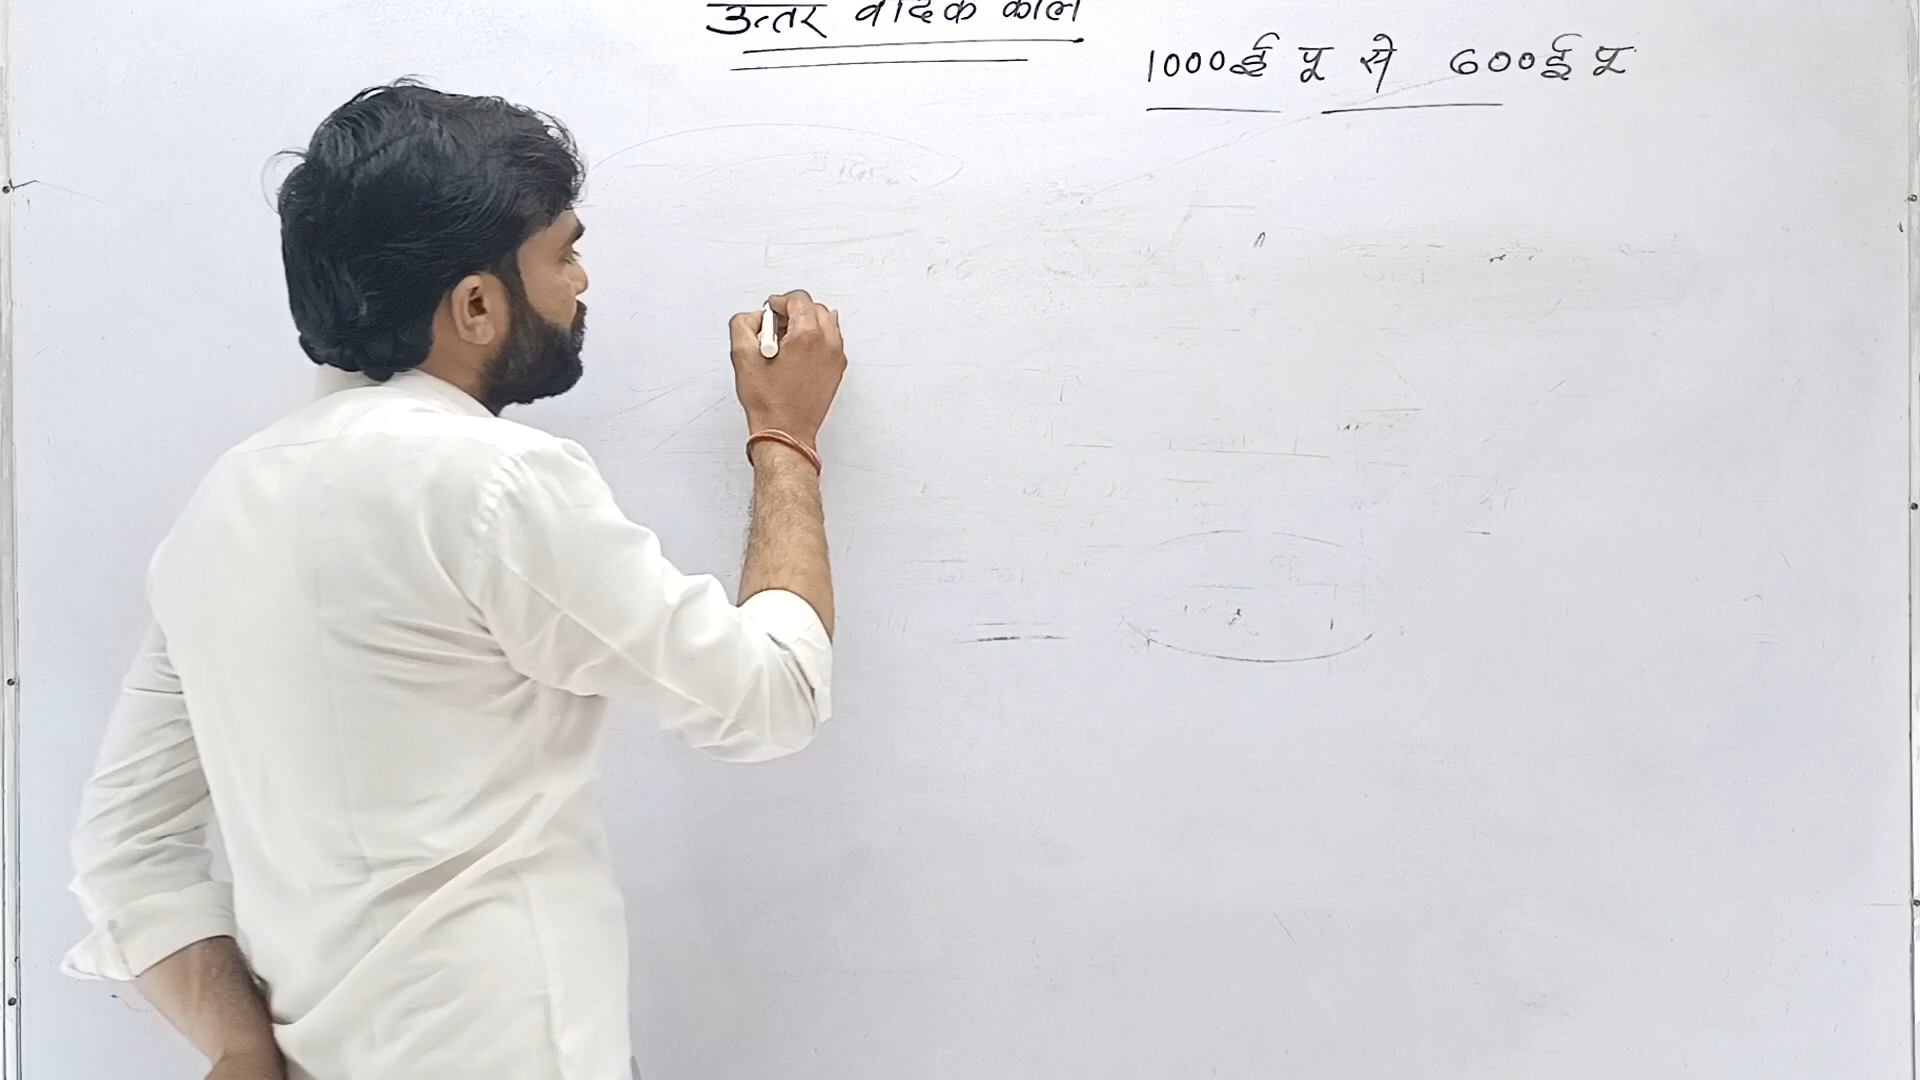 उत्तर वैदिक काल
1000ई पू से 600ई पू